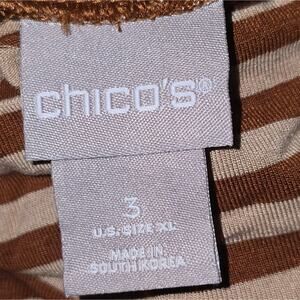 chico's®
3
U.S. SIZE XL
MADE IN
SOUTH KOREA